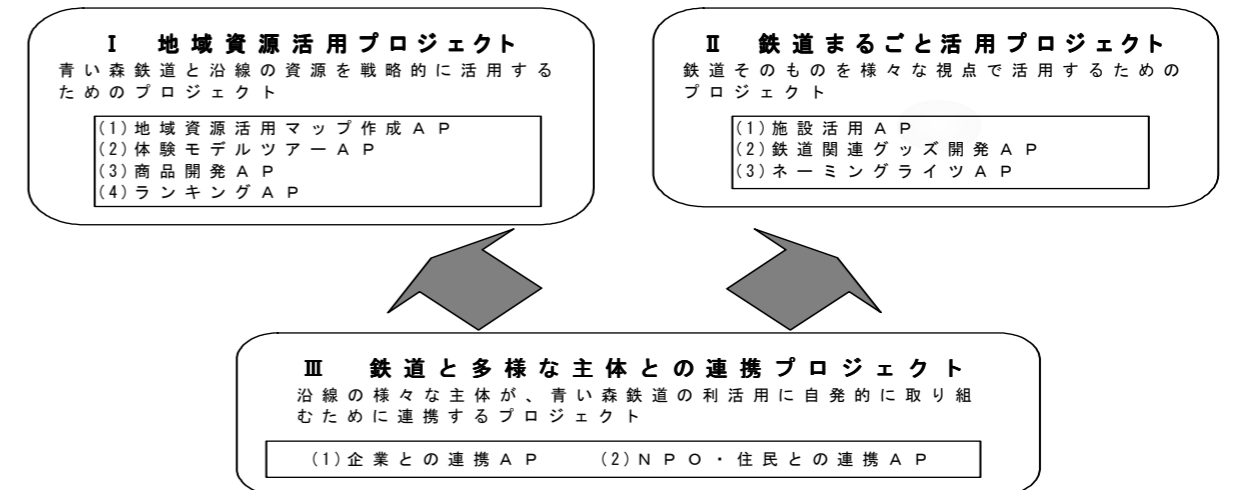 Ⅰ 地域資源活用プロジェクト
青い森鉄道と沿線の資源を戦略的に活用する
ためのプロジェクト
(1)地域資源活用マップ作成ＡＰ
(2)体験モデルツアーＡＰ
(3)商品開発ＡＰ
(4)ランキングＡＰ
Ⅱ 鉄道まるごと活用プロジェクト
鉄道そのものを様々な視点で活用するための
プロジェクト
(1)施設活用ＡＰ
(2)鉄道関連グッズ開発ＡＰ
(3)ネーミングライツＡＰ
Ⅲ 鉄道と多様な主体との連携プロジェクト
沿線の様々な主体が、青い森鉄道の利活用に自発的に取り組
むために連携するプロジェクト
(1)企業との連携ＡＰ (2)ＮＰＯ・住民との連携ＡＰ